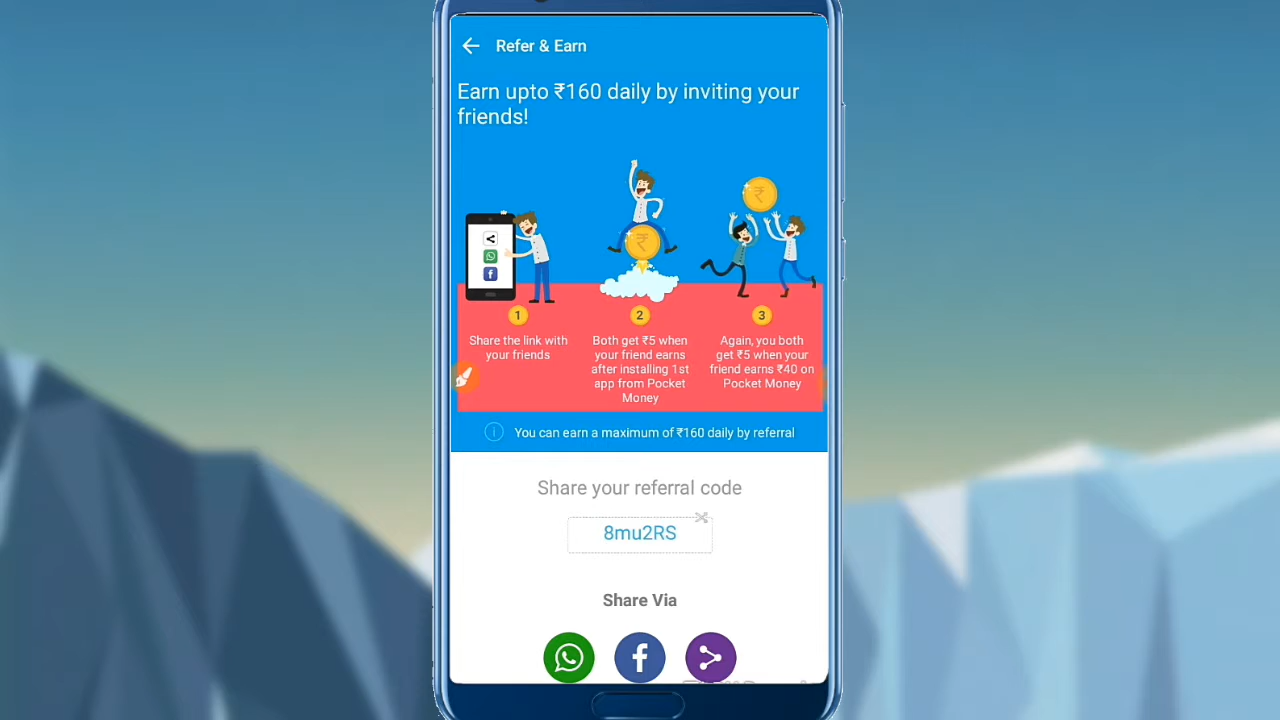 Refer & Earn
Earn upto ₹160 daily by inviting your
friends!
₹
₹
1
Share the link with
your friends
2
Both get ₹5 when
your friend earns
after installing 1st
app from Pocket
Money
3
Again, you both
get ₹5 when your
friend earns ₹40 on
Pocket Money
You can earn a maximum of ₹160 daily by referral
Share your referral code
8mu2RS
Share Via